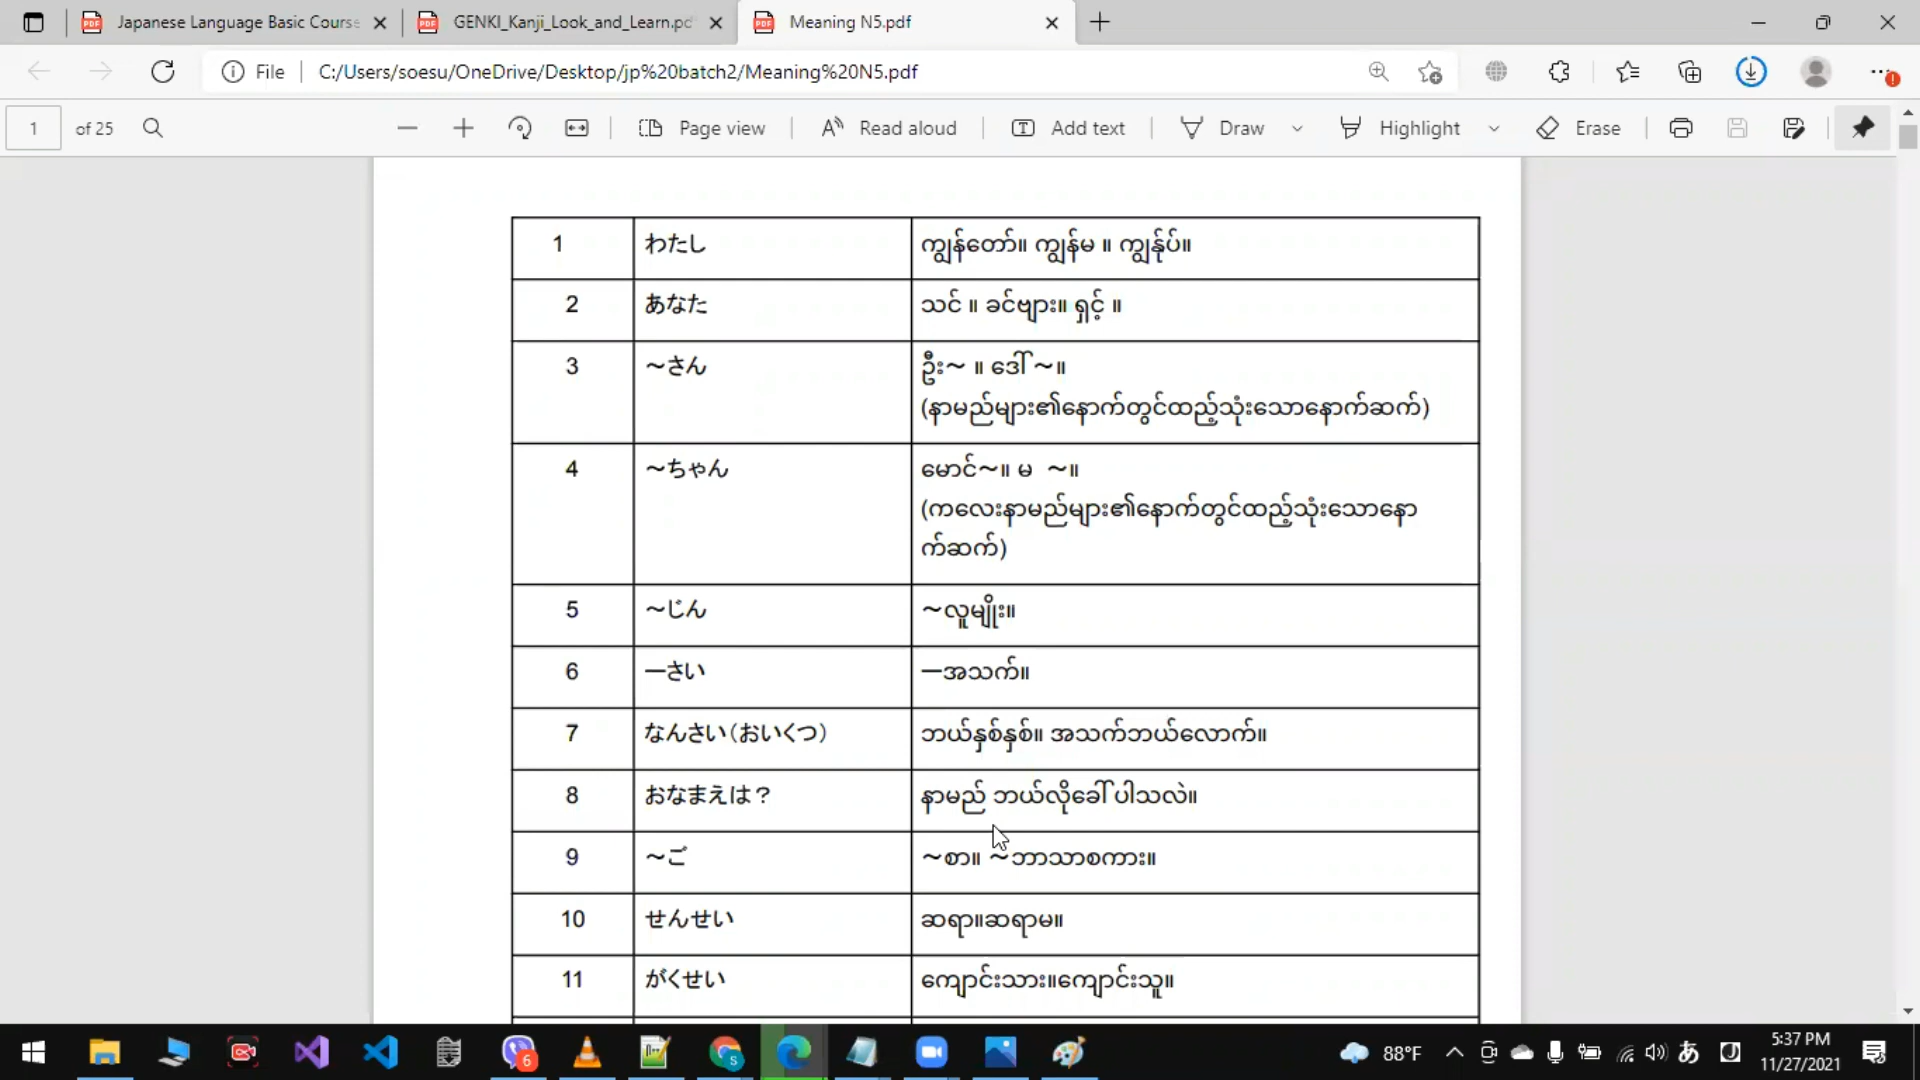 Japanese Language Basic Course
GENKI_Kanji_Look_and_Learn.pdf
Meaning N5.pdf
File
C:/Users/soesu/OneDrive/Desktop/jp%20batch2/Meaning%20N5.pdf
1 of 25
Page view
Read aloud
Add text
Draw
Highlight
Erase
1 わたし ကျွန်တော်။ ကျွန်မ ။ ကျွန်ုပ်။
2 あなた သင် ။ ခင်ဗျား။ ရှင့် ။
3 ～さん ဦး～ ။ ဒေါ် ～။
(နာမည်များ၏နောက်တွင်ထည့်သုံးသောနောက်ဆက်)
4 ～ちゃん မောင်～။ မ ～။
(ကလေးနာမည်များ၏နောက်တွင်ထည့်သုံးသောနော
က်ဆက်)
5 ～じん ～လူမျိုး။
6 ーさい ーအသက်။
7 なんさい（おいくつ） ဘယ်နှစ်နှစ်။ အသက်ဘယ်လောက်။
8 おなまえは？ နာမည် ဘယ်လိုခေါ်ပါသလဲ။
9 ～ご ～စာ။ ～ဘာသာစကား။
10 せんせい ဆရာ။ဆရာမ။
11 がくせい ကျောင်းသား။ကျောင်းသူ။
6
88°F
あ
5:37 PM
11/27/2021